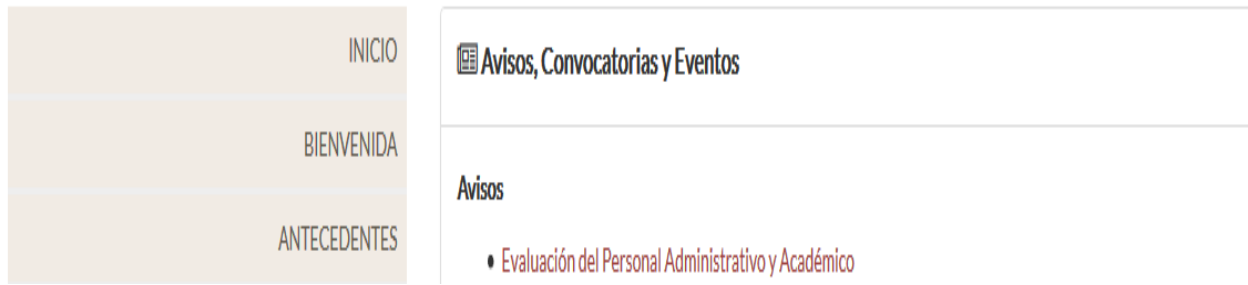 INICIO
BIENVENIDA
ANTECEDENTES
Avisos, Convocatorias y Eventos
Avisos
• Evaluación del Personal Administrativo y Académico